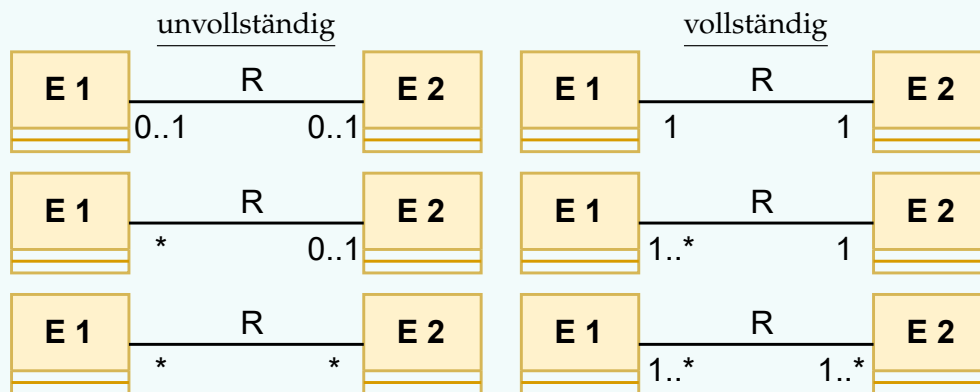 unvollständig vollständig
E 1 R E 2 E 1 R E 2
0..1 0..1 1 1
E 1 R E 2 E 1 R E 2
* 0..1 1..* 1
E 1 R E 2 E 1 R E 2
* * 1..* 1..*